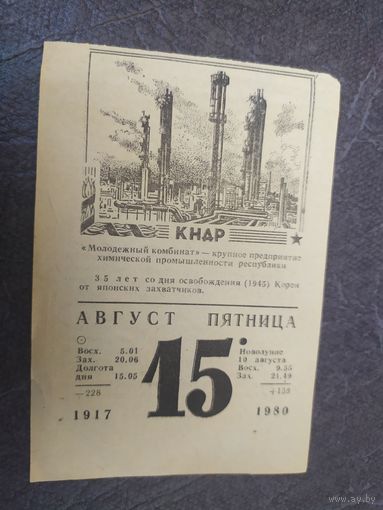 КНДР
«Молодежный комбинат» — крупное предприятие
химической промышленности республики
35 лет со дня освобождения (1945) Кореи
от японских захватчиков.
АВГУСТ ПЯТНИЦА
Восх. 5.01
Зах. 20.06
Долгота
дня 15.05
—228
1917
15
Новолуние
10 августа
Восх. 9.55
Зах. 21.49
+138
1980
ay.by